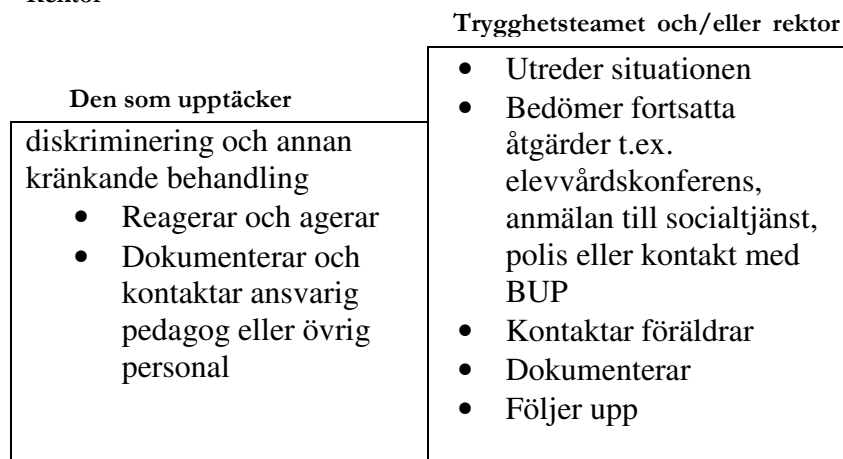 Trygghetsteamet och/eller rektor
Den som upptäcker
diskriminering och annan
kränkande behandling
• Reagerar och agerar
• Dokumenterar och
kontaktar ansvarig
pedagog eller övrig
personal
• Utreder situationen
• Bedömer fortsatta
åtgärder t.ex.
elevvårdskonferens,
anmälan till socialtjänst,
polis eller kontakt med
BUP
• Kontaktar föräldrar
• Dokumenterar
• Följer upp